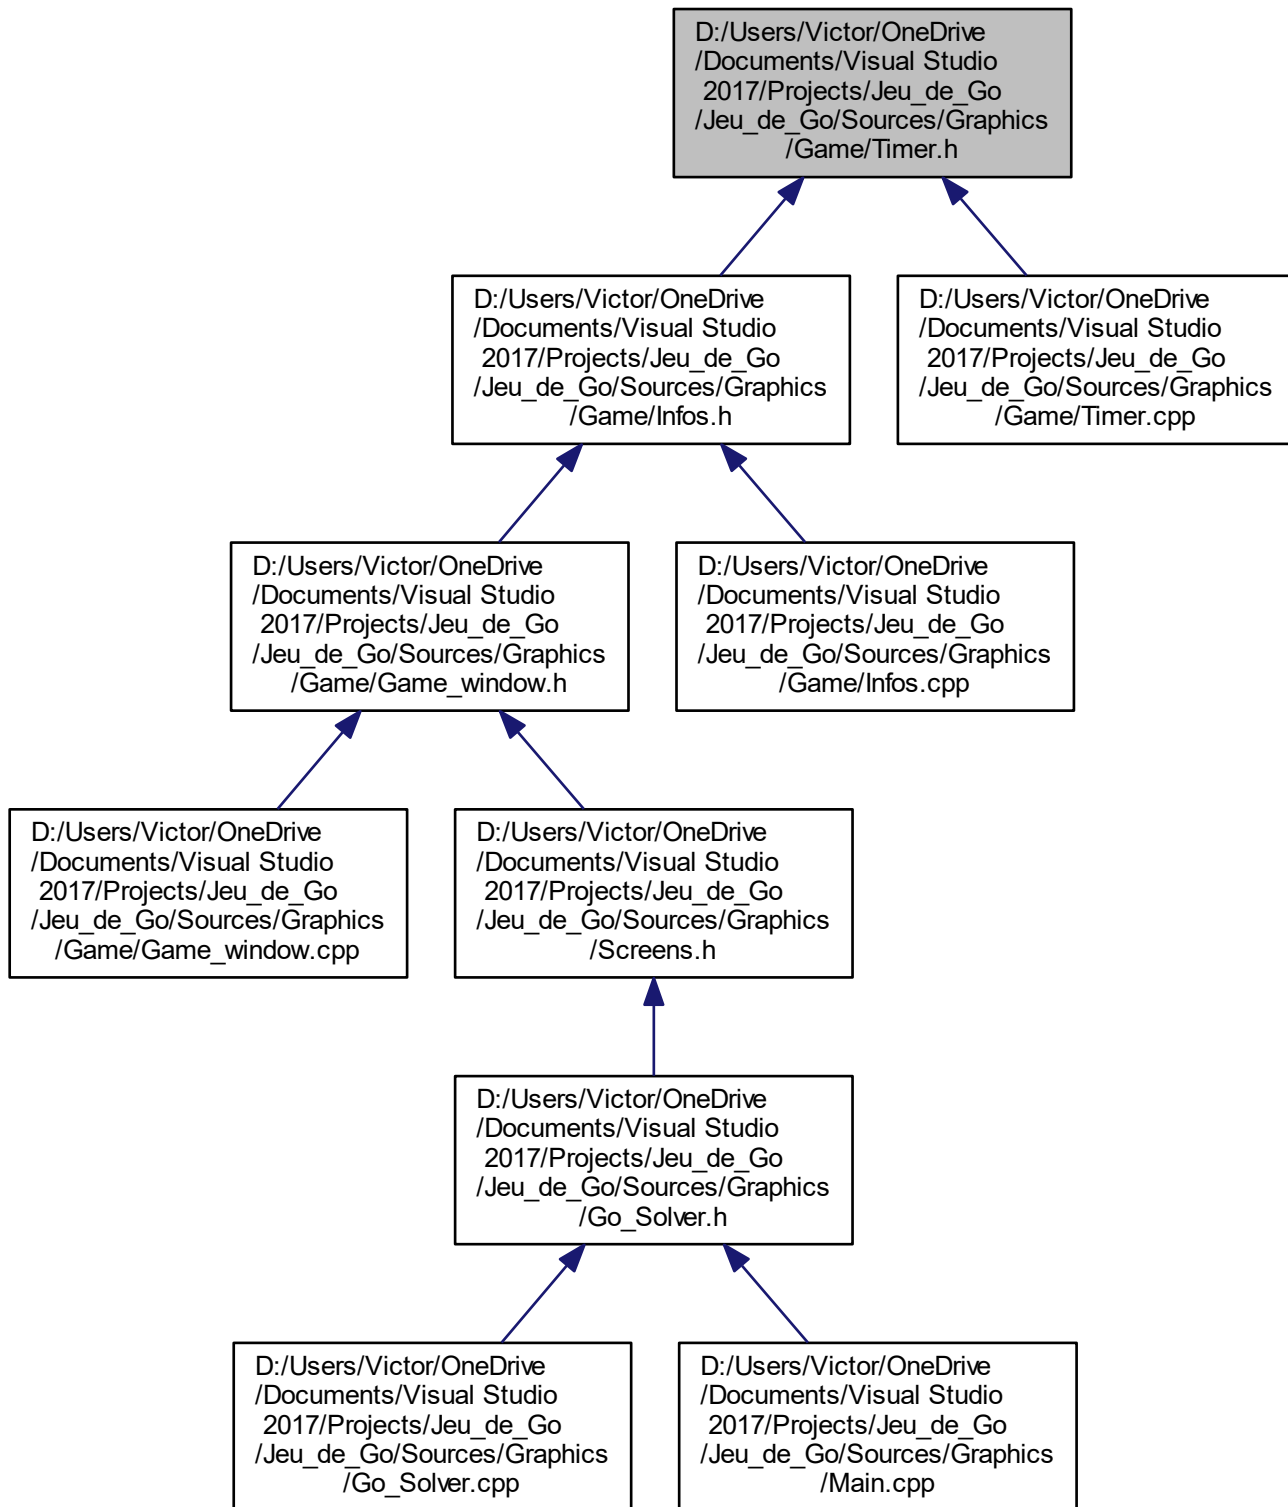 D:/Users/Victor/OneDrive
/Documents/Visual Studio
2017/Projects/Jeu_de_Go
/Jeu_de_Go/Sources/Graphics
/Game/Timer.h
D:/Users/Victor/OneDrive
/Documents/Visual Studio
2017/Projects/Jeu_de_Go
/Jeu_de_Go/Sources/Graphics
/Game/Infos.h
D:/Users/Victor/OneDrive
/Documents/Visual Studio
2017/Projects/Jeu_de_Go
/Jeu_de_Go/Sources/Graphics
/Game/Timer.cpp
D:/Users/Victor/OneDrive
/Documents/Visual Studio
2017/Projects/Jeu_de_Go
/Jeu_de_Go/Sources/Graphics
/Game/Game_window.h
D:/Users/Victor/OneDrive
/Documents/Visual Studio
2017/Projects/Jeu_de_Go
/Jeu_de_Go/Sources/Graphics
/Game/Infos.cpp
D:/Users/Victor/OneDrive
/Documents/Visual Studio
2017/Projects/Jeu_de_Go
/Jeu_de_Go/Sources/Graphics
/Game/Game_window.cpp
D:/Users/Victor/OneDrive
/Documents/Visual Studio
2017/Projects/Jeu_de_Go
/Jeu_de_Go/Sources/Graphics
/Screens.h
D:/Users/Victor/OneDrive
/Documents/Visual Studio
2017/Projects/Jeu_de_Go
/Jeu_de_Go/Sources/Graphics
/Go_Solver.h
D:/Users/Victor/OneDrive
/Documents/Visual Studio
2017/Projects/Jeu_de_Go
/Jeu_de_Go/Sources/Graphics
/Go_Solver.cpp
D:/Users/Victor/OneDrive
/Documents/Visual Studio
2017/Projects/Jeu_de_Go
/Jeu_de_Go/Sources/Graphics
/Main.cpp